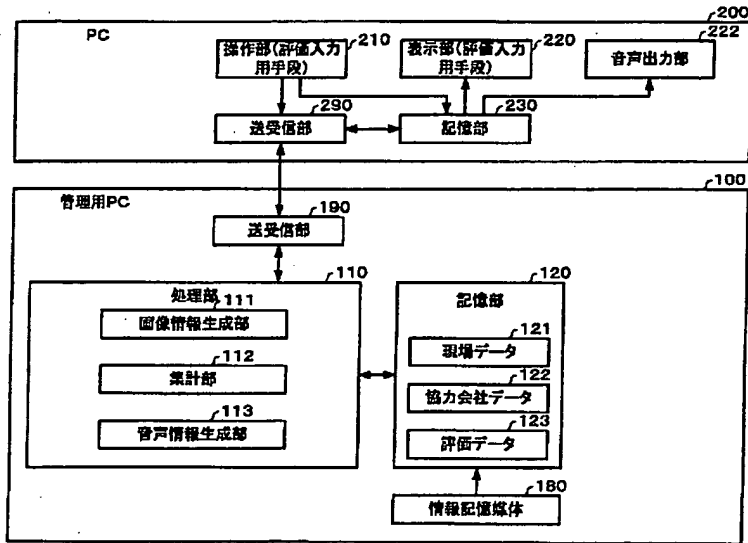 200
PC
210
操作部(評価入力
用手段)
220
表示部(評価入力
用手段)
222
音声出力部
290
送受信部
230
記憶部
100
管理用PC
190
送受信部
110
処理部
111
画像情報生成部
112
集計部
113
音声情報生成部
120
記憶部
121
現場データ
122
協力会社データ
123
評価データ
180
情報記憶媒体